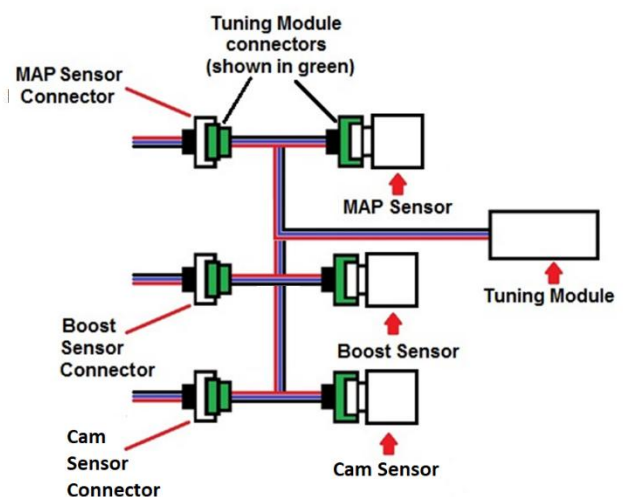 Tuning Module
connectors
(shown in green)
MAP Sensor
Connector
MAP Sensor
Tuning Module
Boost
Sensor
Connector
Boost Sensor
Cam
Sensor
Connector
Cam Sensor